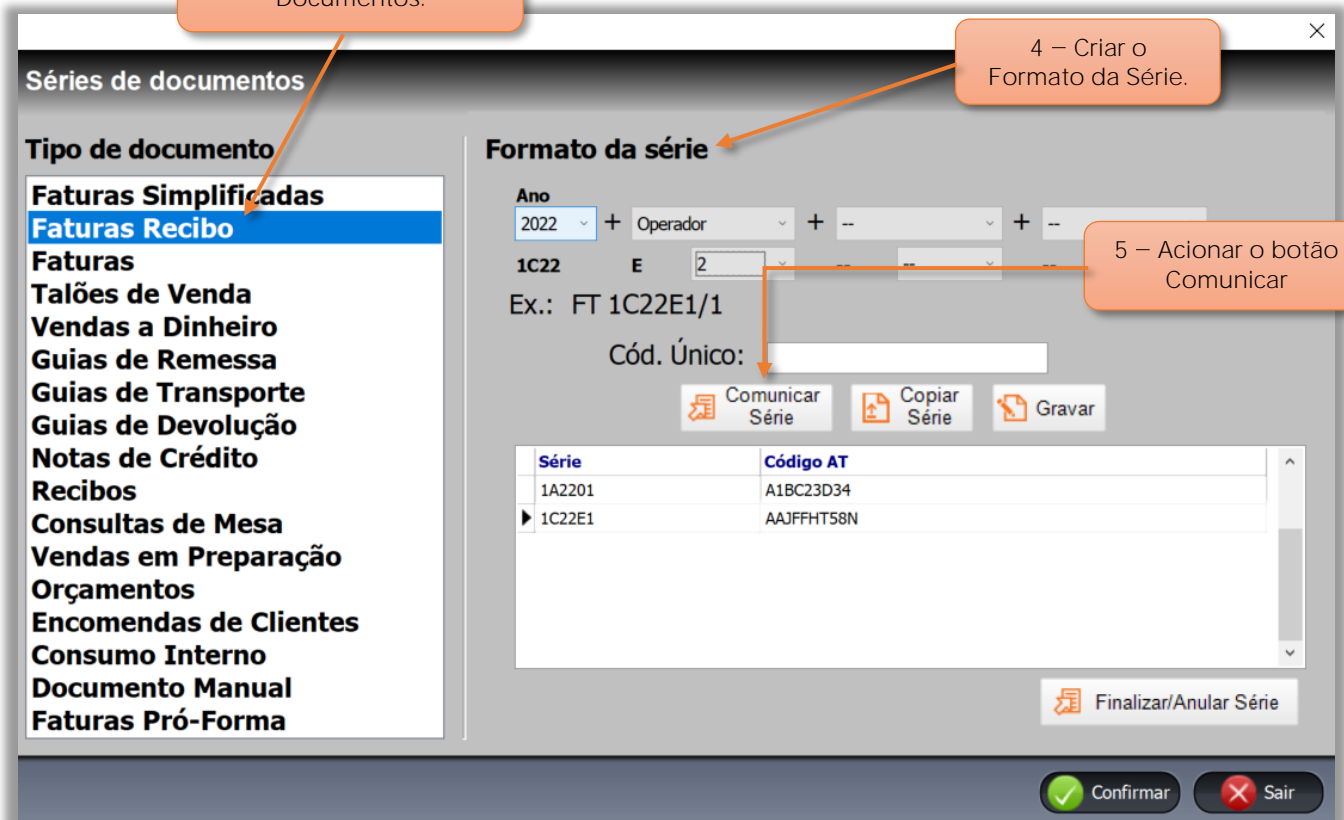 Documentos.
4 – Criar o
Formato da Série.
Séries de documentos
Tipo de documento
Faturas Simplificadas
Faturas Recibo
Faturas
Talões de Venda
Vendas a Dinheiro
Guias de Remessa
Guias de Transporte
Guias de Devolução
Notas de Crédito
Recibos
Consultas de Mesa
Vendas em Preparação
Orçamentos
Encomendas de Clientes
Consumo Interno
Documento Manual
Faturas Pró-Forma
Formato da série
Ano
2022 + Operador + -- + --
1C22 E 2 -- -- --
5 – Acionar o botão
Comunicar
Ex.: FT 1C22E1/1
Cód. Único:
Comunicar
Série
Copiar
Série
Gravar
Série Código AT
1A2201 A1BC23D34
1C22E1 AAJFFHT58N
Finalizar/Anular Série
Confirmar Sair